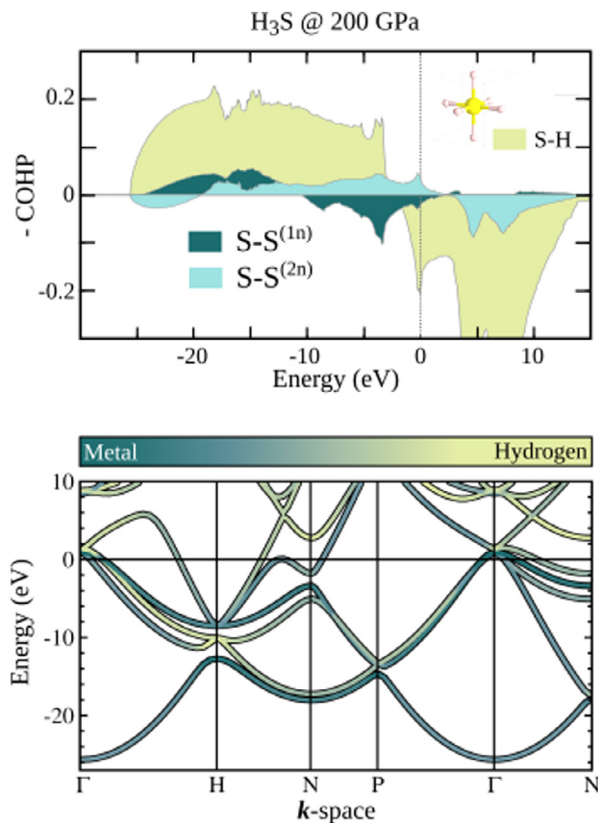 H₃S @ 200 GPa
0.2
0
-0.2
- COHP
S-H
S-S⁽¹ⁿ⁾
S-S⁽²ⁿ⁾
-20 -10 0 10
Energy (eV)
Metal Hydrogen
10
0
-10
-20
Energy (eV)
Γ H N P Γ N
k-space